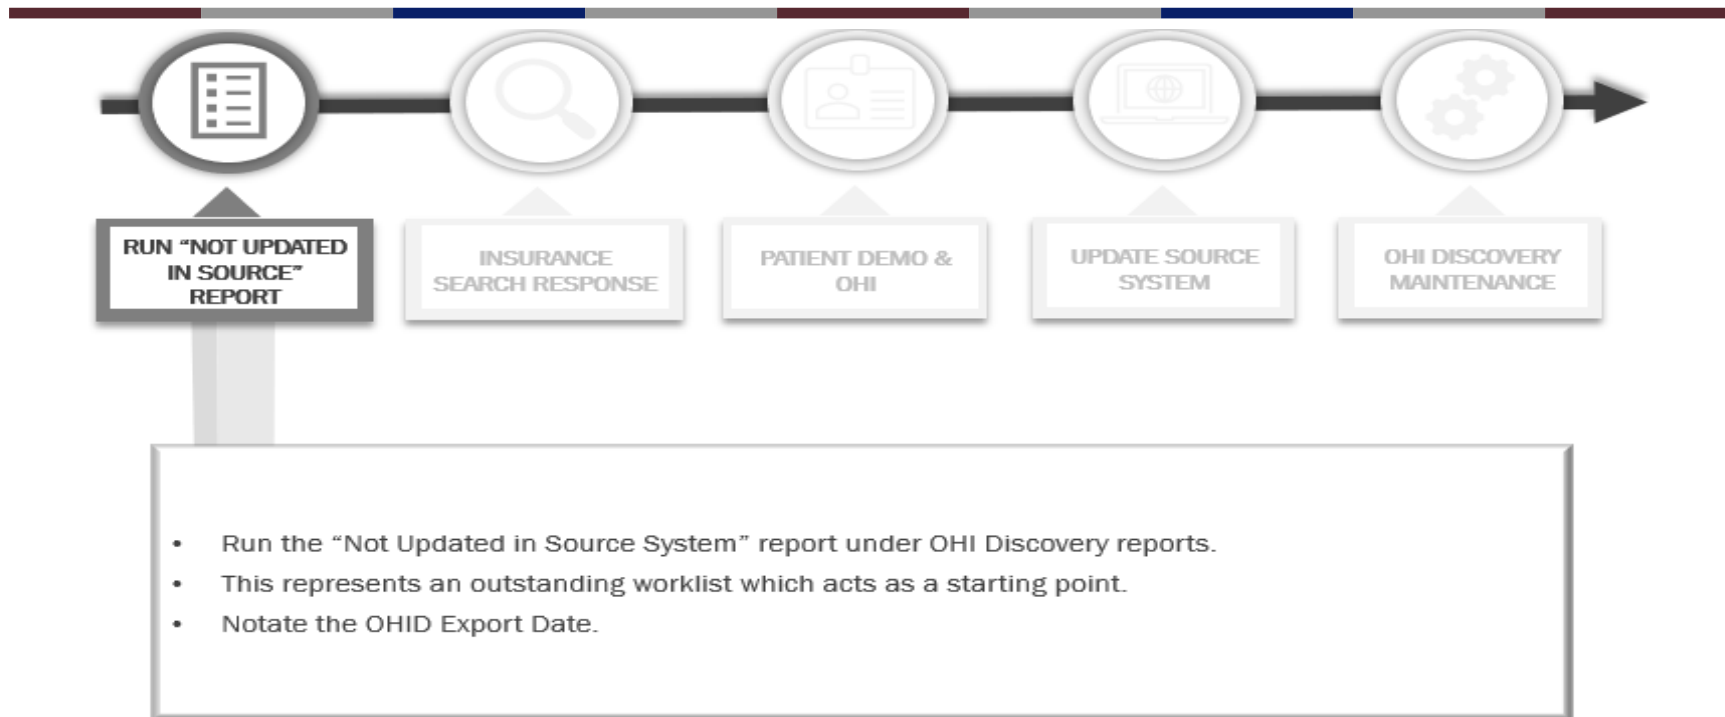 RUN “NOT UPDATED
IN SOURCE”
REPORT
INSURANCE
SEARCH RESPONSE
PATIENT DEMO &
OHI
UPDATE SOURCE
SYSTEM
OHI DISCOVERY
MAINTENANCE
• Run the “Not Updated in Source System” report under OHI Discovery reports.
• This represents an outstanding worklist which acts as a starting point.
• Notate the OHID Export Date.